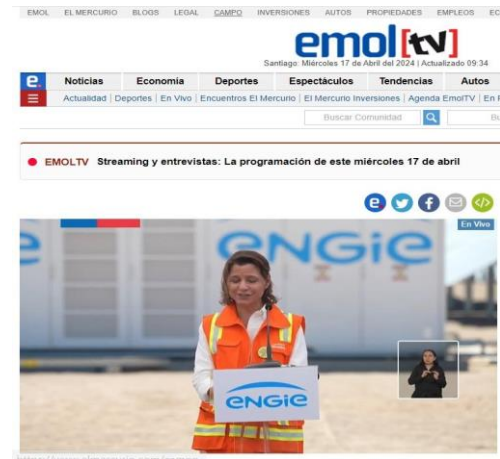 EMOL EL MERCURIO BLOGS LEGAL CAMPO INVERSIONES AUTOS PROPIEDADES EMPLEOS
emol[tv]
Santiago: Miércoles 17 de Abril del 2024 | Actualizado 09:34
e. Noticias Economía Deportes Espectáculos Tendencias Autos
Actualidad | Deportes | En Vivo | Encuentros El Mercurio | El Mercurio Inversiones | Agenda EmolTV | En
Buscar Comunidad
EMOLTV Streaming y entrevistas: La programación de este miércoles 17 de abril
e.
En Vivo
ENGIE
ENGIE